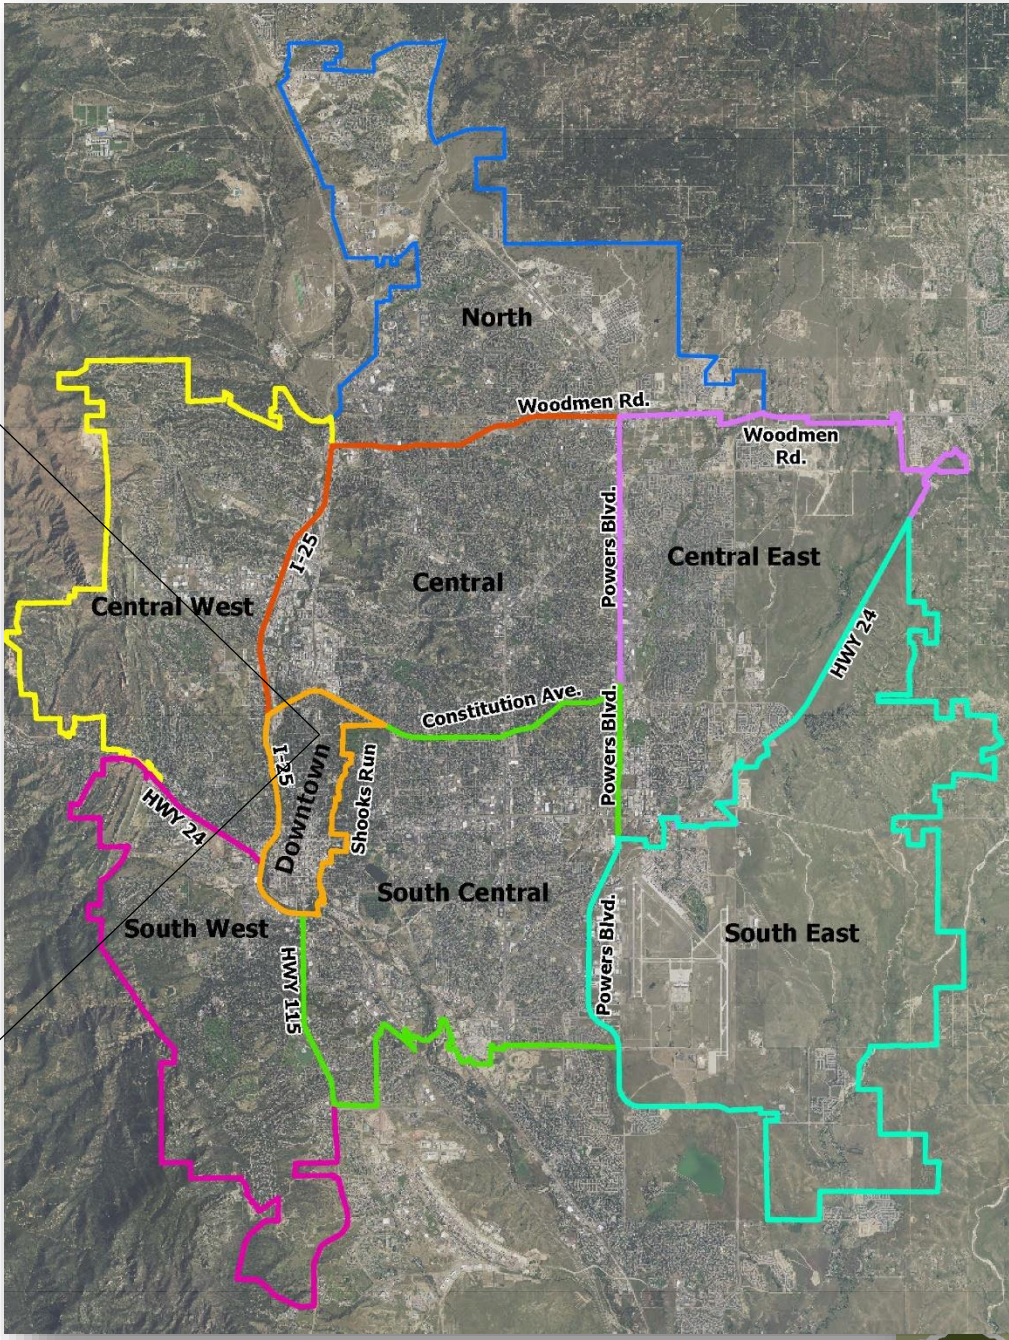 North
Woodmen Rd.
Woodmen
Rd.
Powers Blvd.
I-25
Central East
Central
Central West
HWY 24
Constitution Ave.
Powers Blvd.
I-25
Downtown
Shooks Run
HWY 24
South Central
South West
South East
Powers Blvd.
HWY 115